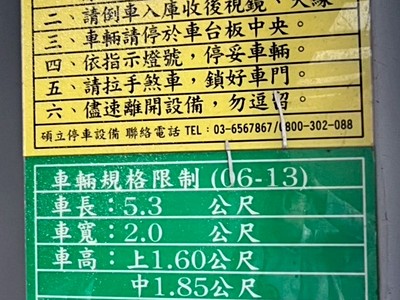 二、請倒車入庫收後視鏡、天線
三、車輛請停於車台板中央。
四、依指示燈號，停妥車輛。
五、請拉手煞車，鎖好車門。
六、儘速離開設備，勿逗留。
碩立停車設備 聯絡電話 TEL：03-6567867/0800-302-088
車輛規格限制 (06-13)
車長：5.3 公尺
車寬：2.0 公尺
車高：上1.60公尺
中1.85公尺